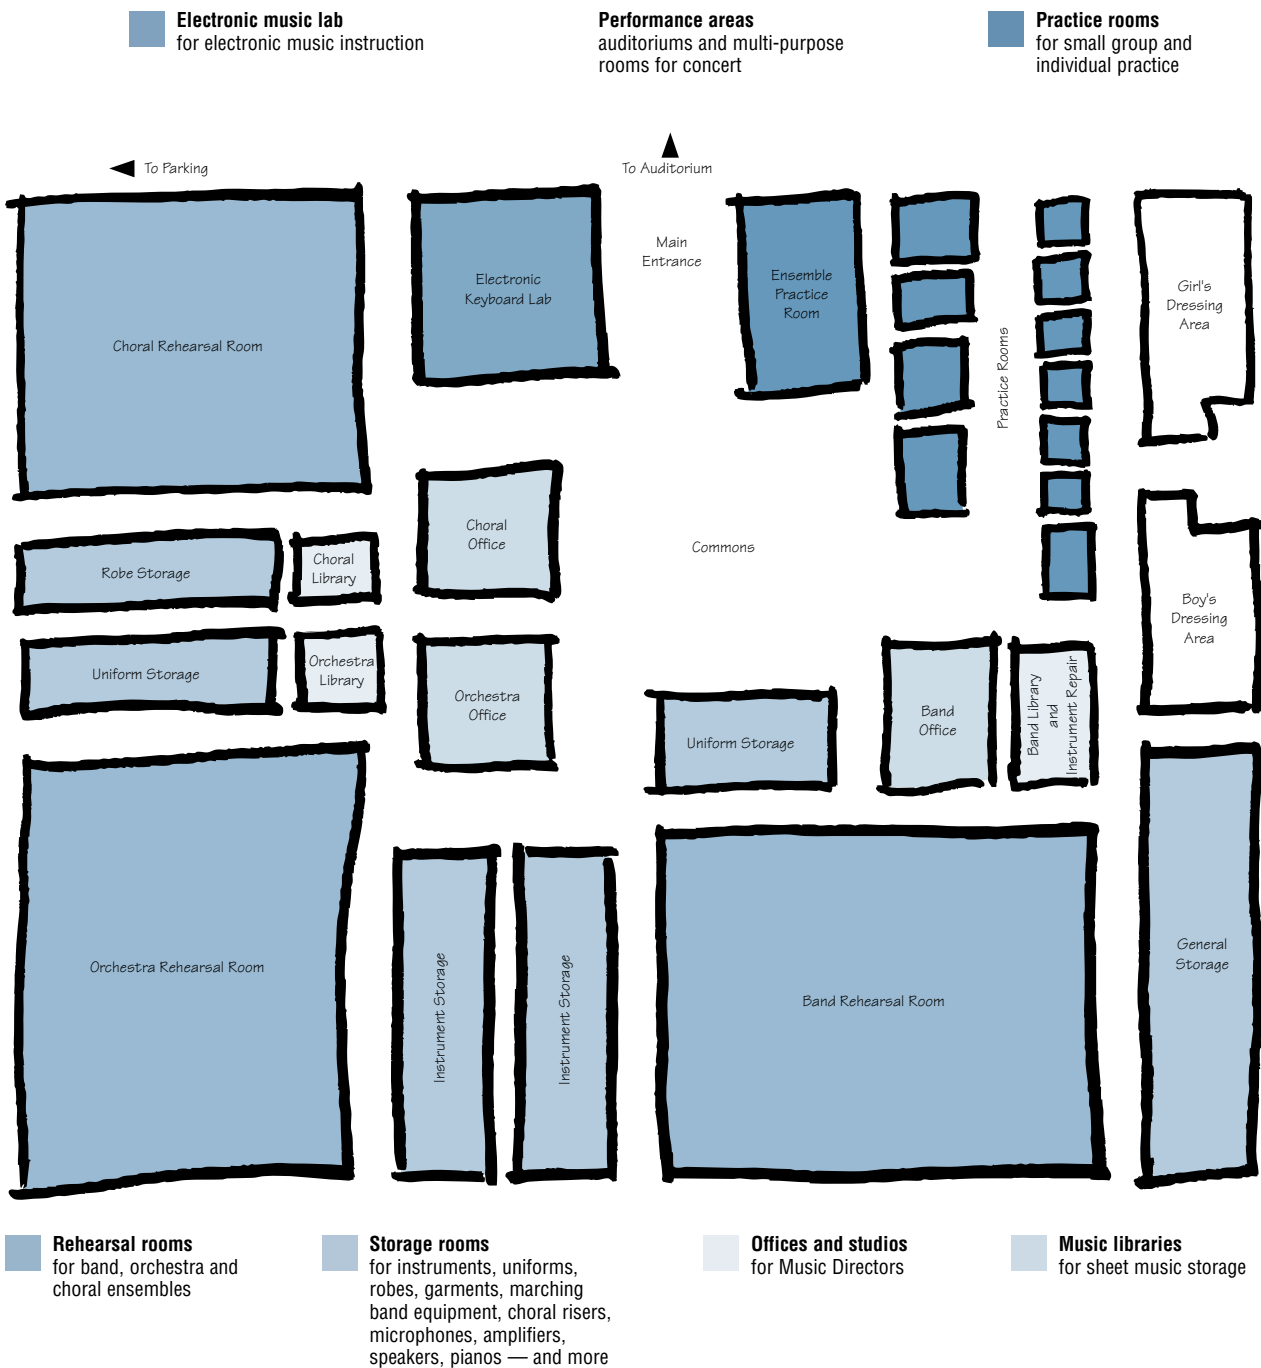 Electronic music lab
for electronic music instruction
Performance areas
auditoriums and multi-purpose
rooms for concert
Practice rooms
for small group and
individual practice
To Parking
To Auditorium
Main
Entrance
Choral Rehearsal Room
Electronic
Keyboard Lab
Ensemble
Practice
Room
Practice Rooms
Girl's
Dressing
Area
Choral
Office
Commons
Robe Storage
Choral
Library
Boy's
Dressing
Area
Uniform Storage
Orchestra
Library
Orchestra
Office
Uniform Storage
Band
Office
Band Library
and
Instrument Repair
Orchestra Rehearsal Room
Instrument Storage
Instrument Storage
Band Rehearsal Room
General
Storage
Rehearsal rooms
for band, orchestra and
choral ensembles
Storage rooms
for instruments, uniforms,
robes, garments, marching
band equipment, choral risers,
microphones, amplifiers,
speakers, pianos — and more
Offices and studios
for Music Directors
Music libraries
for sheet music storage